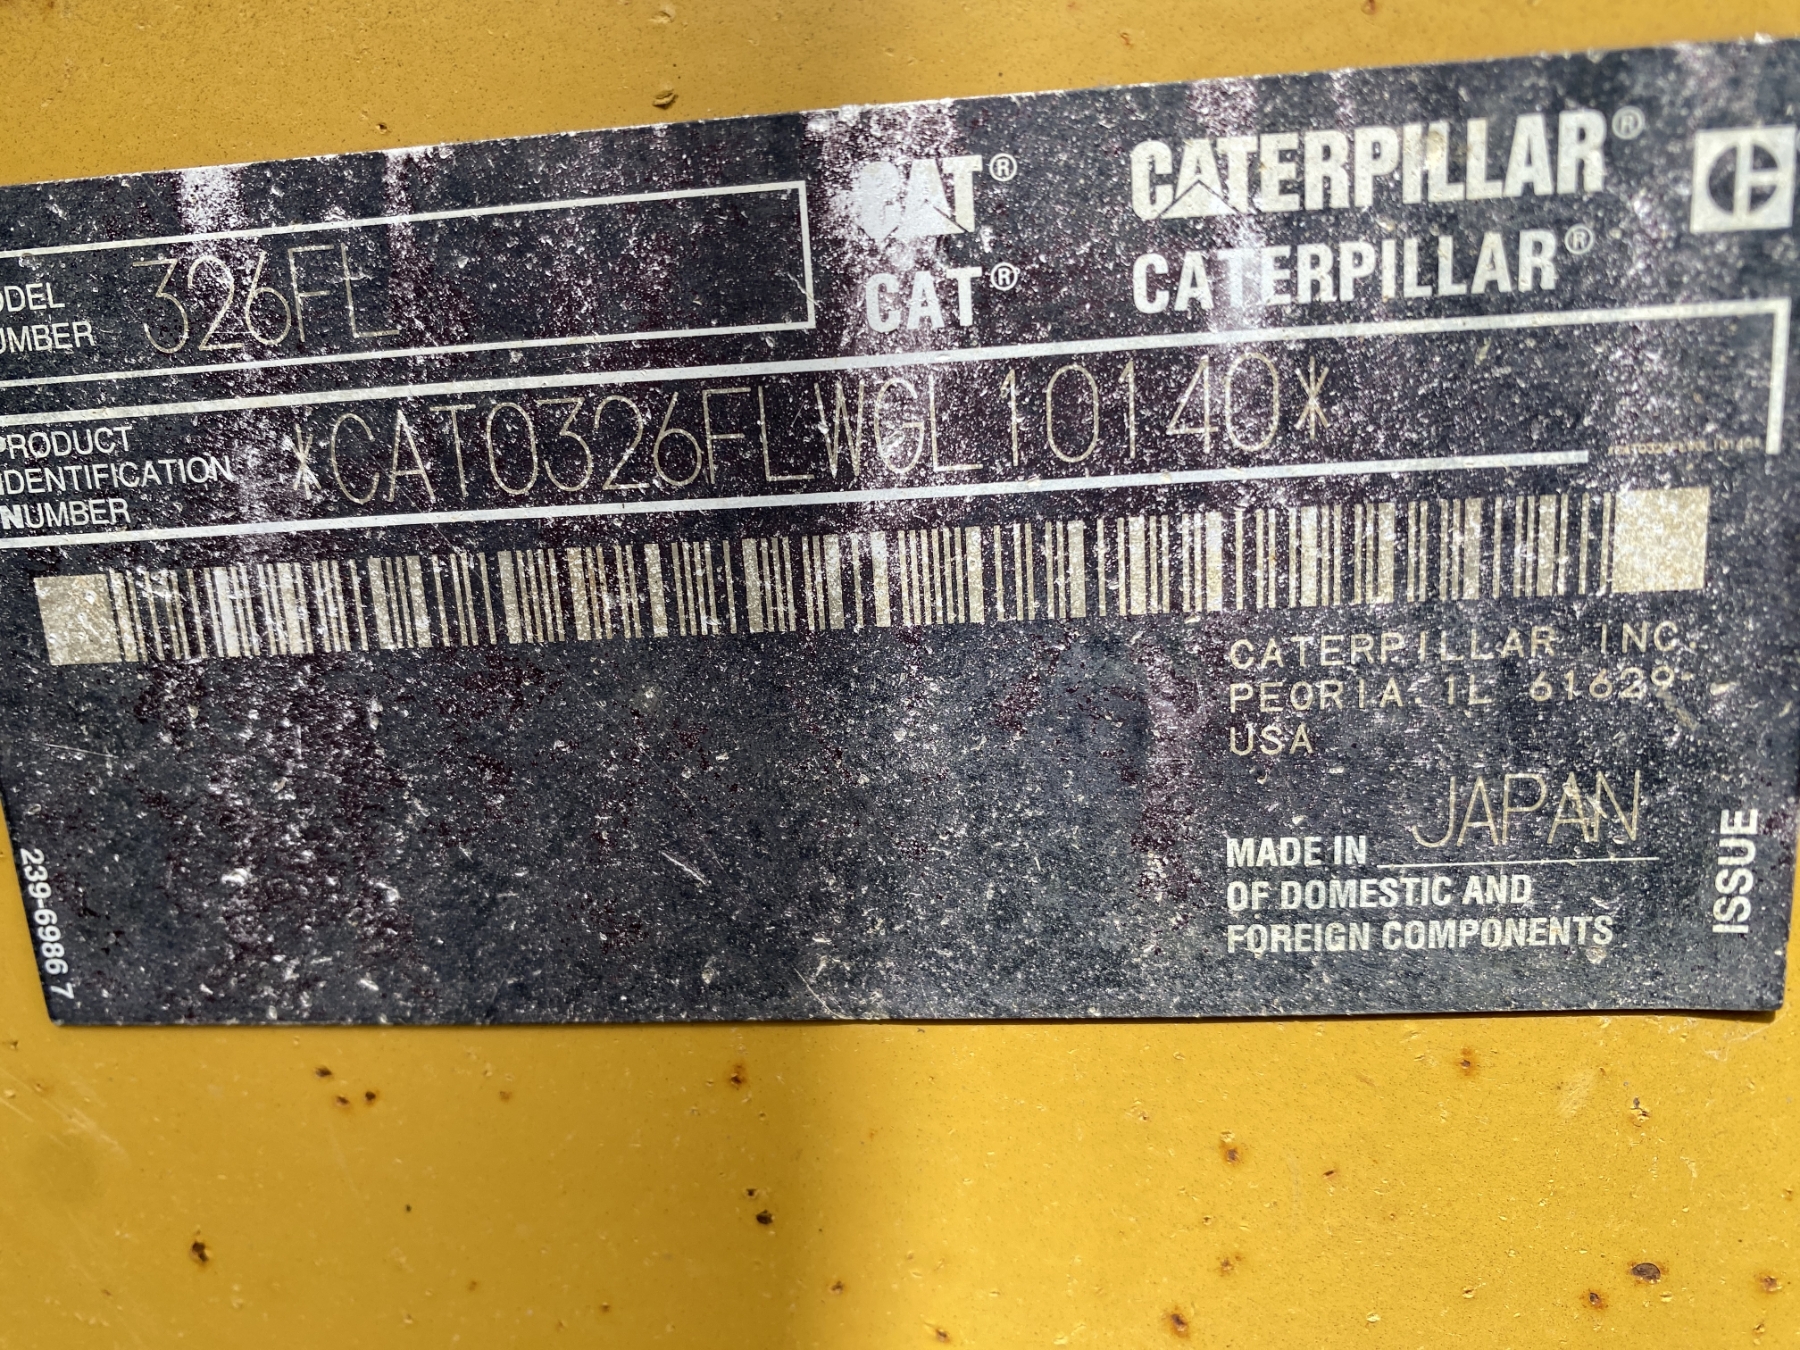 CAT® CATERPILLAR®
CAT® CATERPILLAR®
ODEL
UMBER
326FL
PRODUCT
IDENTIFICATION
NUMBER
*CAT0326FLWGL10140*
CATERPILLAR INC.
PEORIA IL 61629
USA
MADE IN JAPAN
OF DOMESTIC AND
FOREIGN COMPONENTS
ISSUE
239-6986 7